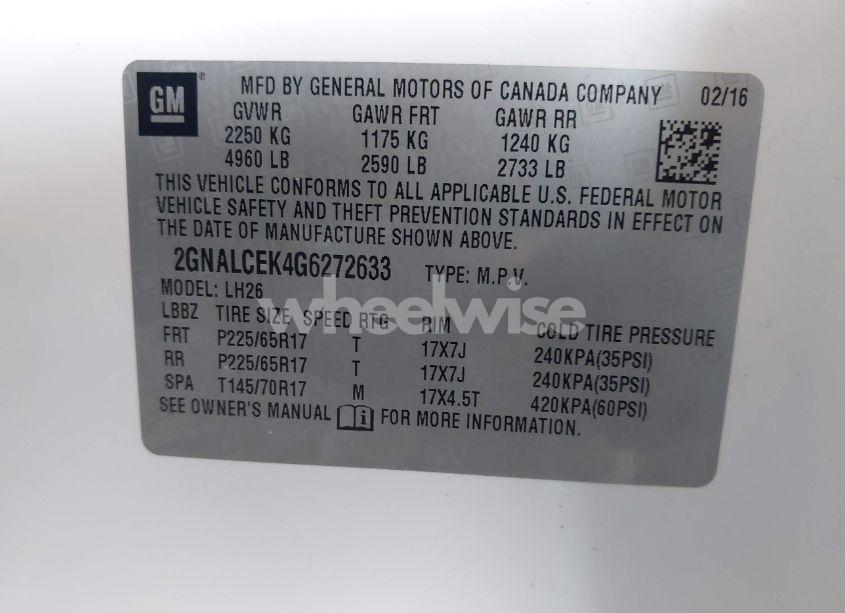 GM ® MFD BY GENERAL MOTORS OF CANADA COMPANY 02/16
GVWR GAWR FRT GAWR RR
2250 KG 1175 KG 1240 KG
4960 LB 2590 LB 2733 LB
THIS VEHICLE CONFORMS TO ALL APPLICABLE U.S. FEDERAL MOTOR
VEHICLE SAFETY AND THEFT PREVENTION STANDARDS IN EFFECT ON
THE DATE OF MANUFACTURE SHOWN ABOVE.
2GNALCEK4G6272633 TYPE: M.P.V.
MODEL: LH26
wheelwise
LBBZ TIRE SIZE SPEED RTG RIM COLD TIRE PRESSURE
FRT P225/65R17 T 17X7J 240KPA(35PSI)
RR P225/65R17 T 17X7J 240KPA(35PSI)
SPA T145/70R17 M 17X4.5T 420KPA(60PSI)
SEE OWNER'S MANUAL FOR MORE INFORMATION.